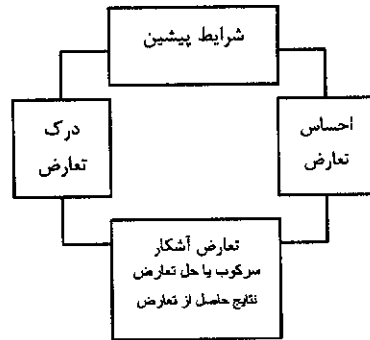 شرایط پیشین
احساس
تعارض
درک
تعارض
تعارض آشکار
سرکوب یا حل تعارض
نتایج حاصل از تعارض